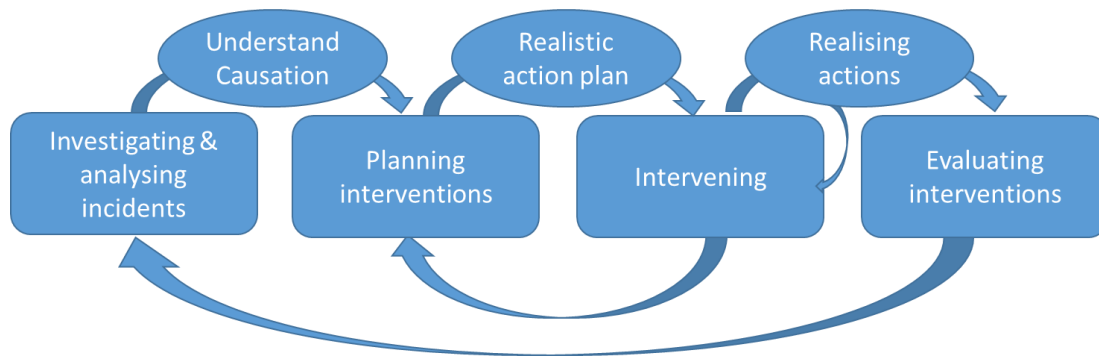 Understand
Causation
Realistic
action plan
Realising
actions
Investigating &
analysing
incidents
Planning
interventions
Intervening
Evaluating
interventions